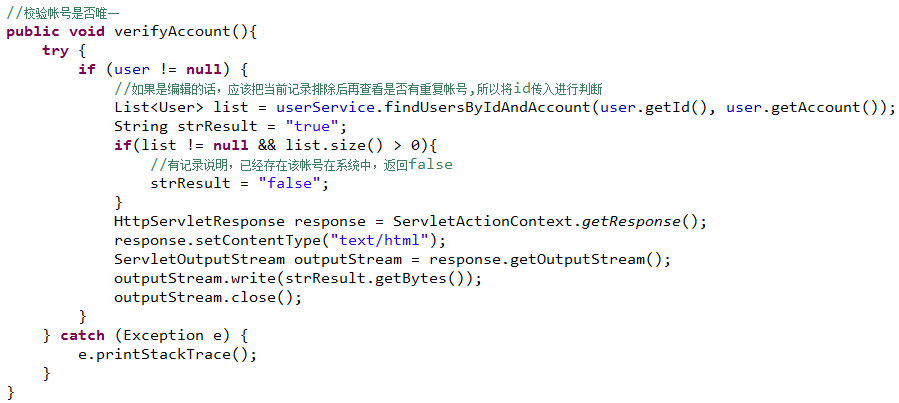 //校验帐号是否唯一
public void verifyAccount(){
    try {
        if (user != null) {
            //如果是编辑的话，应该把当前记录排除后再查看是否有重复帐号,所以将id传入进行判断
            List<User> list = userService.findUsersByIdAndAccount(user.getId(), user.getAccount());
            String strResult = "true";
            if(list != null && list.size() > 0){
                //有记录说明，已经存在该帐号在系统中，返回false
                strResult = "false";
            }
            HttpServletResponse response = ServletActionContext.getResponse();
            response.setContentType("text/html");
            ServletOutputStream outputStream = response.getOutputStream();
            outputStream.write(strResult.getBytes());
            outputStream.close();
        }
    } catch (Exception e) {
        e.printStackTrace();
    }
}